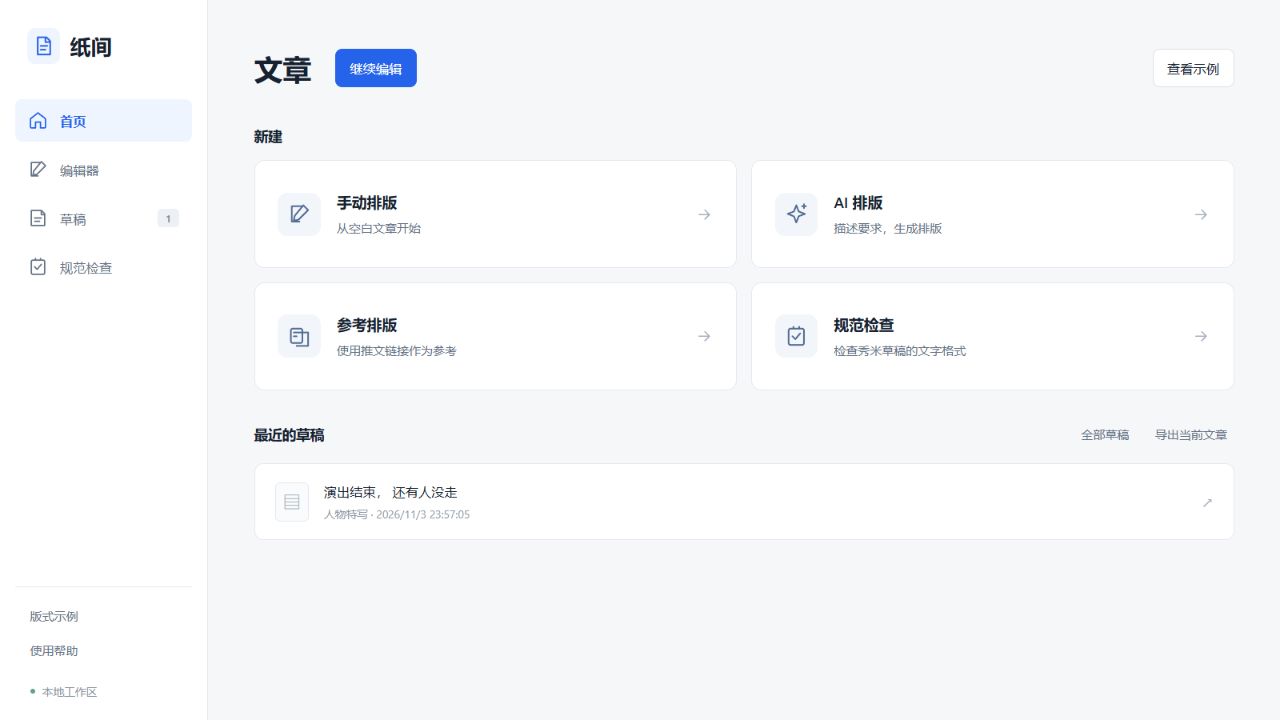 纸间
首页
编辑器
草稿 1
规范检查
版式示例
使用帮助
本地工作区
文章
继续编辑
查看示例
新建
手动排版
从空白文章开始
AI 排版
描述要求，生成排版
参考排版
使用推文链接作为参考
规范检查
检查秀米草稿的文字格式
最近的草稿
全部草稿
导出当前文章
演出结束， 还有人没走
人物特写 · 2026/11/3 23:57:05